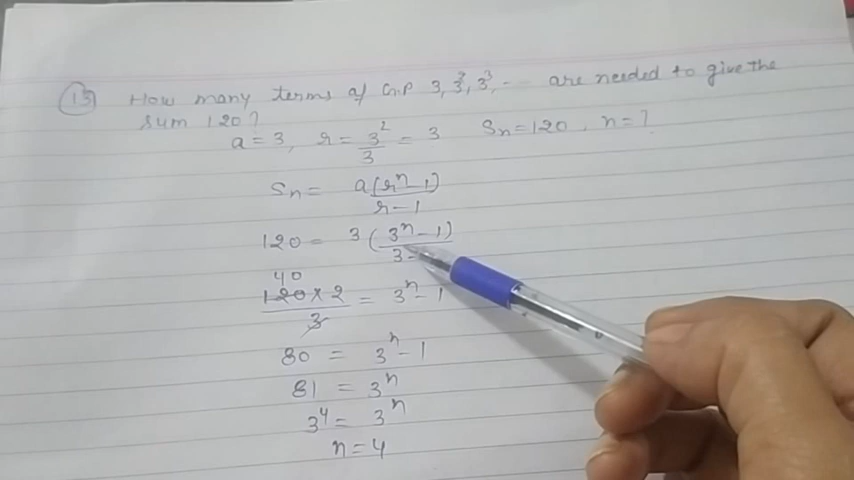 (13) How many terms of G.P 3, 3², 3³, --- are needed to give the
sum 120?
a = 3, r = 3²/3 = 3 Sn = 120, n = ?
Sn = a(rⁿ-1)/r-1
120 = 3(3ⁿ-1)/3-
40
120×2/3 = 3ⁿ-1
80 = 3ⁿ-1
81 = 3ⁿ
3⁴ = 3ⁿ
n = 4